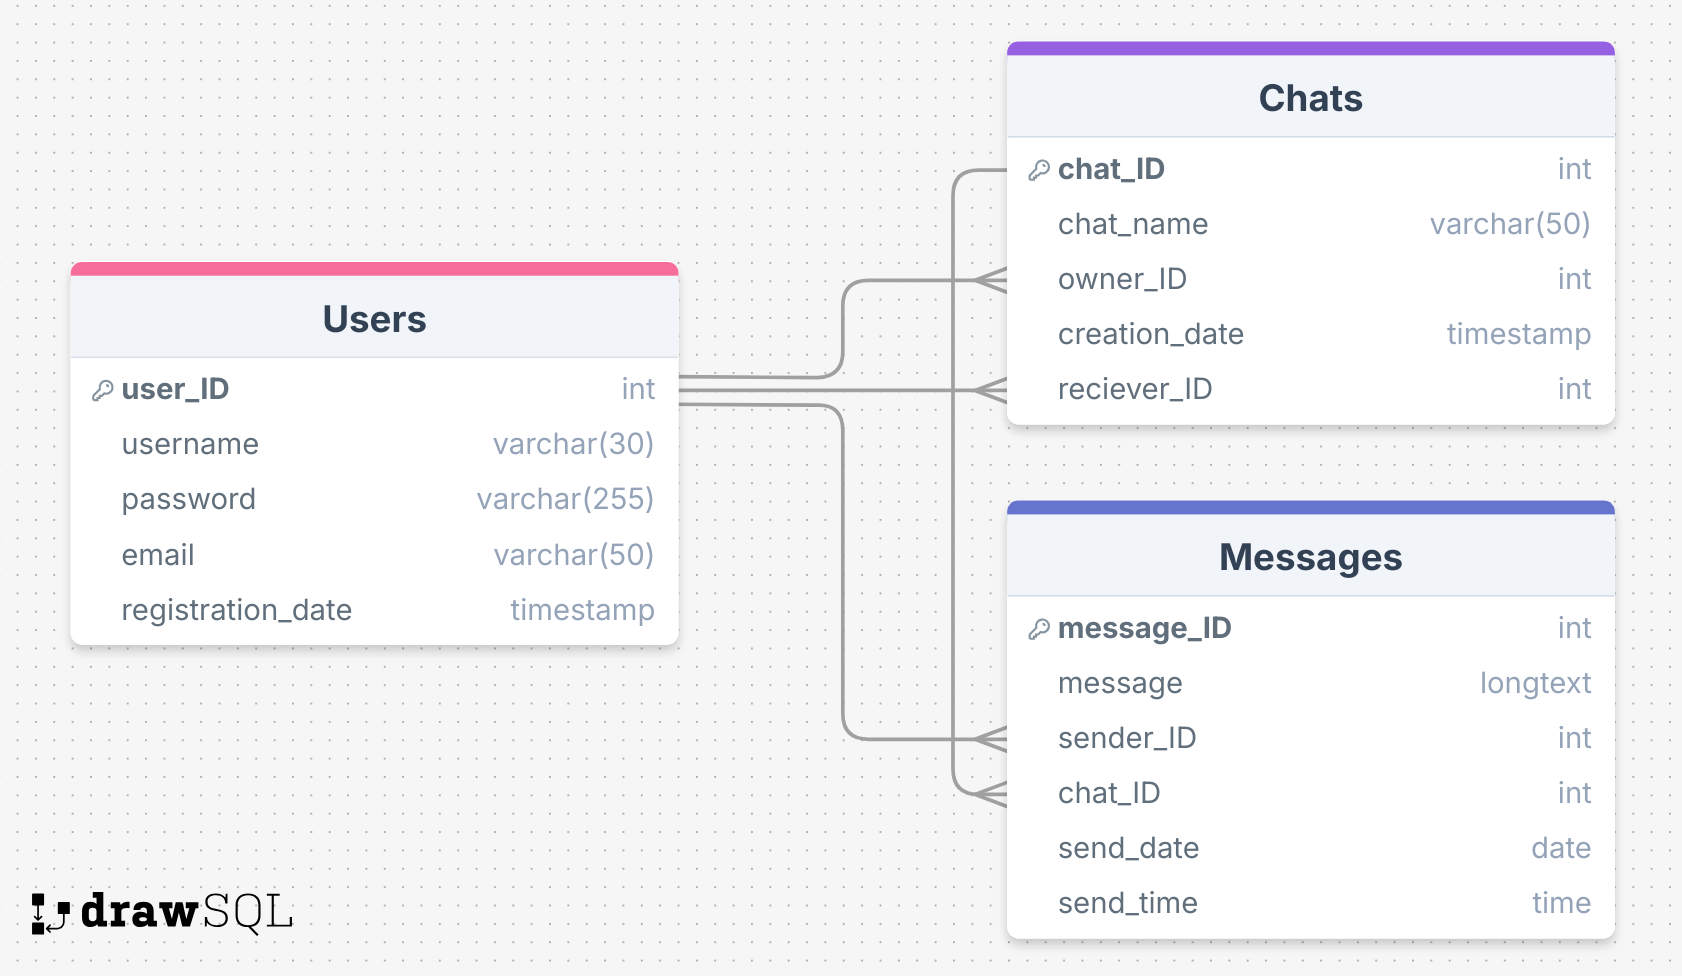 Users
user_ID int
username varchar(30)
password varchar(255)
email varchar(50)
registration_date timestamp
Chats
chat_ID int
chat_name varchar(50)
owner_ID int
creation_date timestamp
reciever_ID int
Messages
message_ID int
message longtext
sender_ID int
chat_ID int
send_date date
send_time time
drawSQL